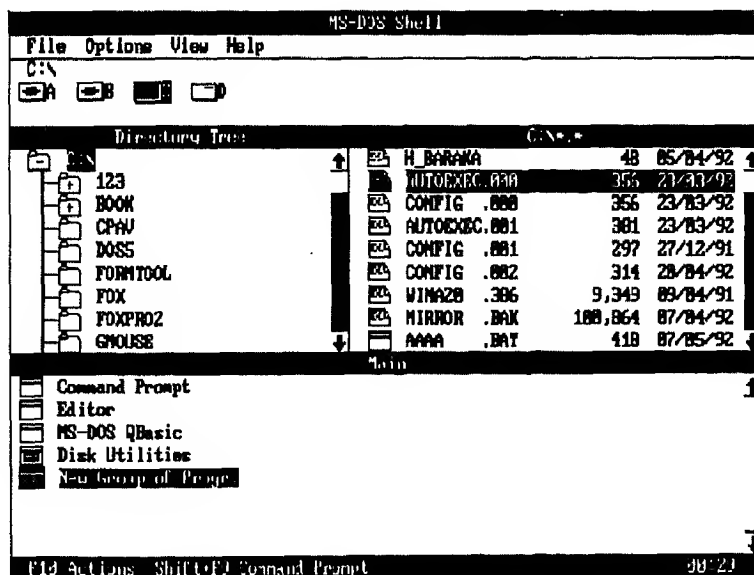 MS-DOS Shell
File Options View Help
C:\
A B D
Directory Tree
C:\*.*
C:\
123
BOOK
CPAV
DOS5
FORMTOOL
FOX
FOXPRO2
GMOUSE
H_BARAKA 48 05/04/92
AUTOEXEC.000 356 23/03/92
CONFIG .000 356 23/03/92
AUTOEXEC.001 381 23/03/92
CONFIG .001 297 27/12/91
CONFIG .002 314 28/04/92
WINA20 .386 9,349 09/04/91
MIRROR .BAK 100,864 07/04/92
AAAA .BAT 418 07/05/92
Main
Command Prompt
Editor
MS-DOS QBasic
Disk Utilities
New Group of Progr.
F10 Actions Shift+F9 Command Prompt